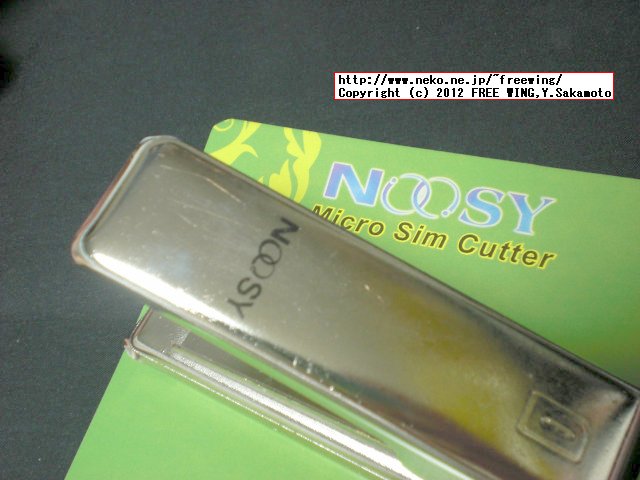 http://www.neko.ne.jp/~freewing/
Copyright (c) 2012 FREE WING,Y.Sakamoto
NOOSY
Micro Sim Cutter
NOOSY